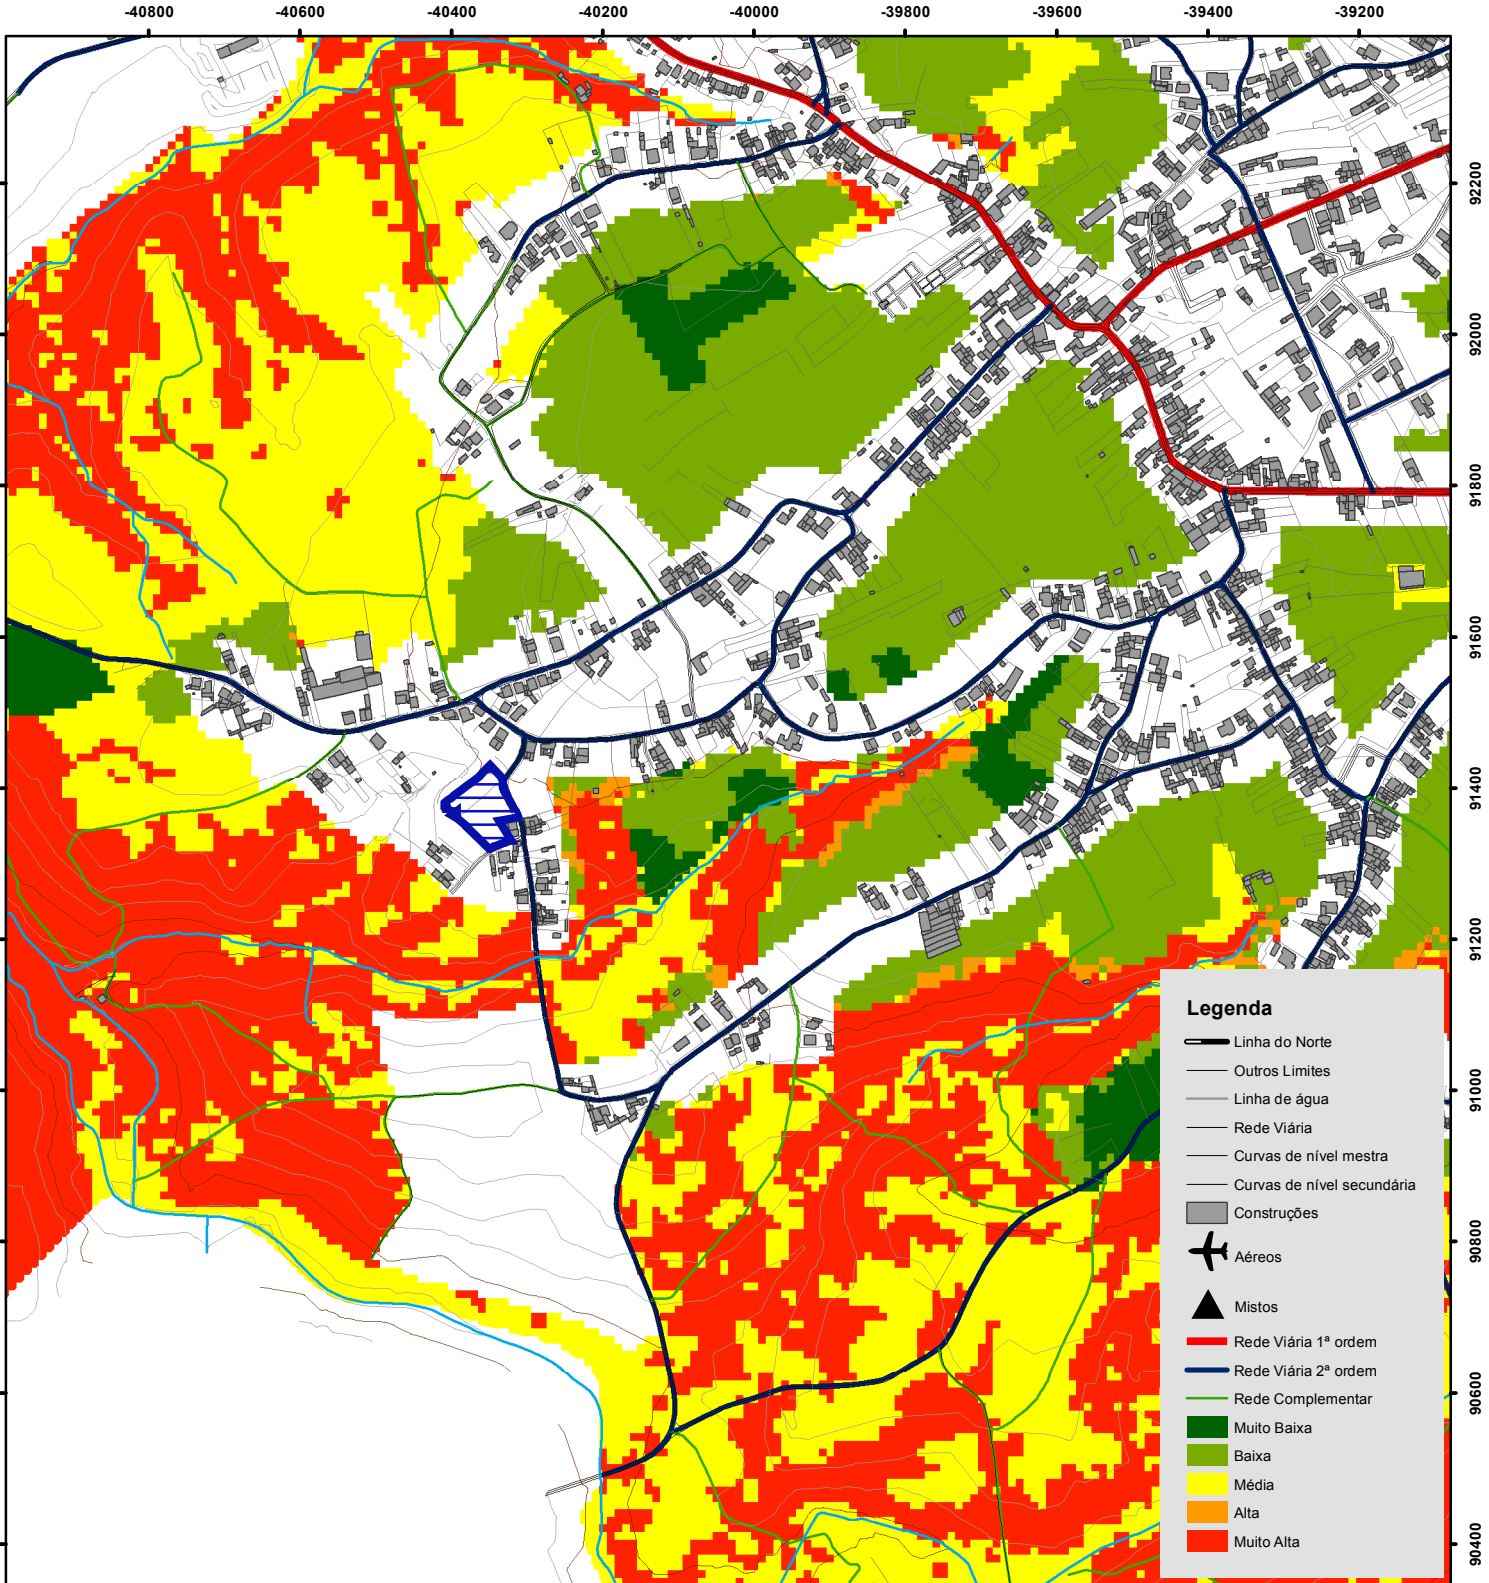 -40800 -40600 -40400 -40200 -40000 -39800 -39600 -39400 -39200
92200
92000
91800
91600
91400
91200
91000
90800
90600
90400
Legenda
Linha do Norte
Outros Limites
Linha de água
Rede Viária
Curvas de nível mestra
Curvas de nível secundária
Construções
Aéreos
Mistos
Rede Viária 1ª ordem
Rede Viária 2ª ordem
Rede Complementar
Muito Baixa
Baixa
Média
Alta
Muito Alta